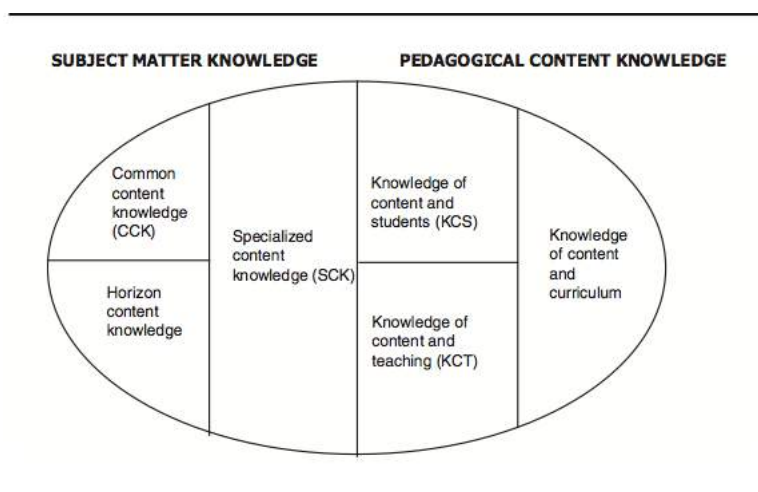 SUBJECT MATTER KNOWLEDGE
PEDAGOGICAL CONTENT KNOWLEDGE
Common
content
knowledge
(CCK)
Horizon
content
knowledge
Specialized
content
knowledge (SCK)
Knowledge of
content and
students (KCS)
Knowledge of
content and
teaching (KCT)
Knowledge
of content
and
curriculum